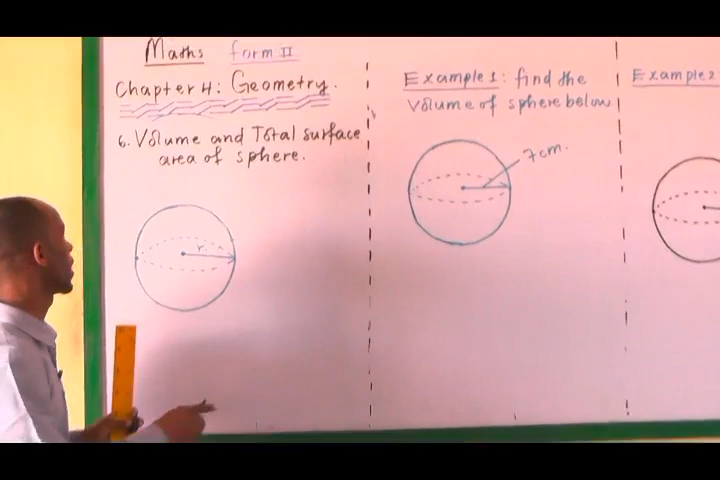 Maths form II
Chapter 4: Geometry.
6. Volume and Total surface
area of sphere.
r
Example 1: find the
volume of sphere below
7cm.
Example 2